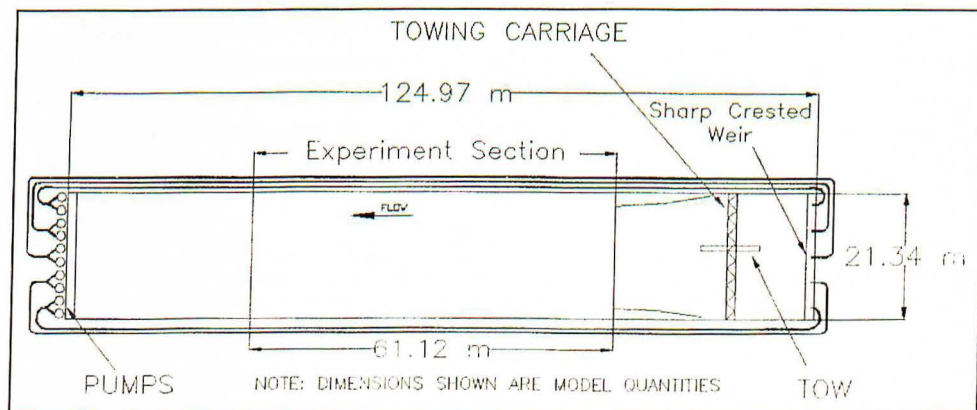 TOWING CARRIAGE
124.97 m
Sharp Crested
Weir
Experiment Section
FLOW
21.34 m
61.12 m
PUMPS
NOTE: DIMENSIONS SHOWN ARE MODEL QUANTITIES
TOW